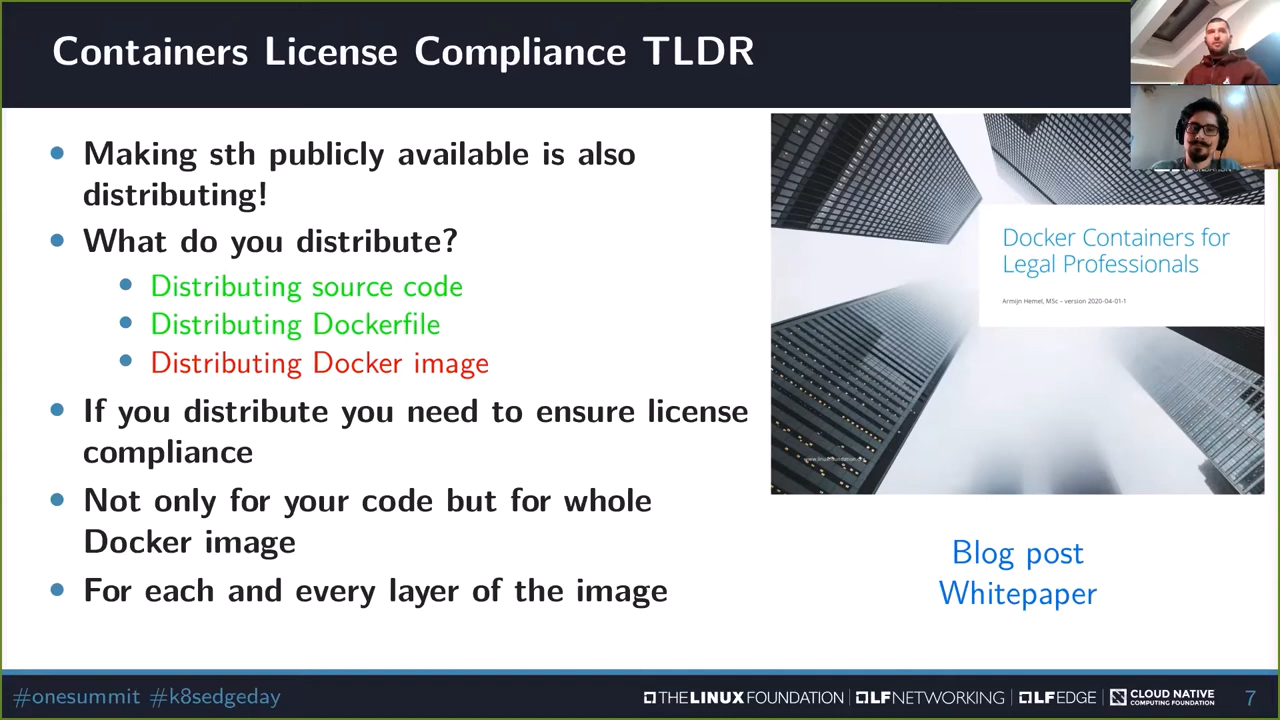 Containers License Compliance TLDR
Making sth publicly available is also
distributing!
What do you distribute?
Distributing source code
Distributing Dockerfile
Distributing Docker image
If you distribute you need to ensure license
compliance
Not only for your code but for whole
Docker image
For each and every layer of the image
Docker Containers for
Legal Professionals
Armijn Hemel, MSc – version 2020-04-01-1
Blog post
Whitepaper
#onesummit #k8sedgeday
THE LINUX FOUNDATION
LFNETWORKING
LFEDGE
CLOUD NATIVE
COMPUTING FOUNDATION
7